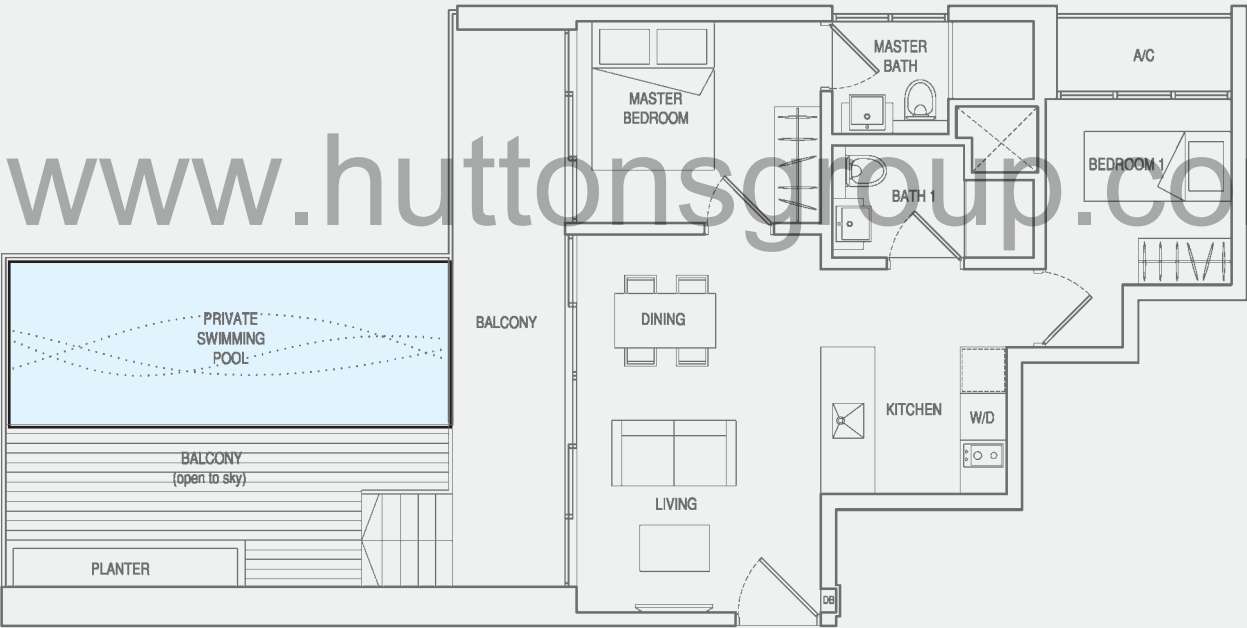 MASTER
BATH
A/C
MASTER
BEDROOM
www.huttonsgroup.co
BEDROOM 1
BATH 1
PRIVATE
SWIMMING
POOL
BALCONY
DINING
KITCHEN
W/D
BALCONY
(open to sky)
LIVING
PLANTER
DB